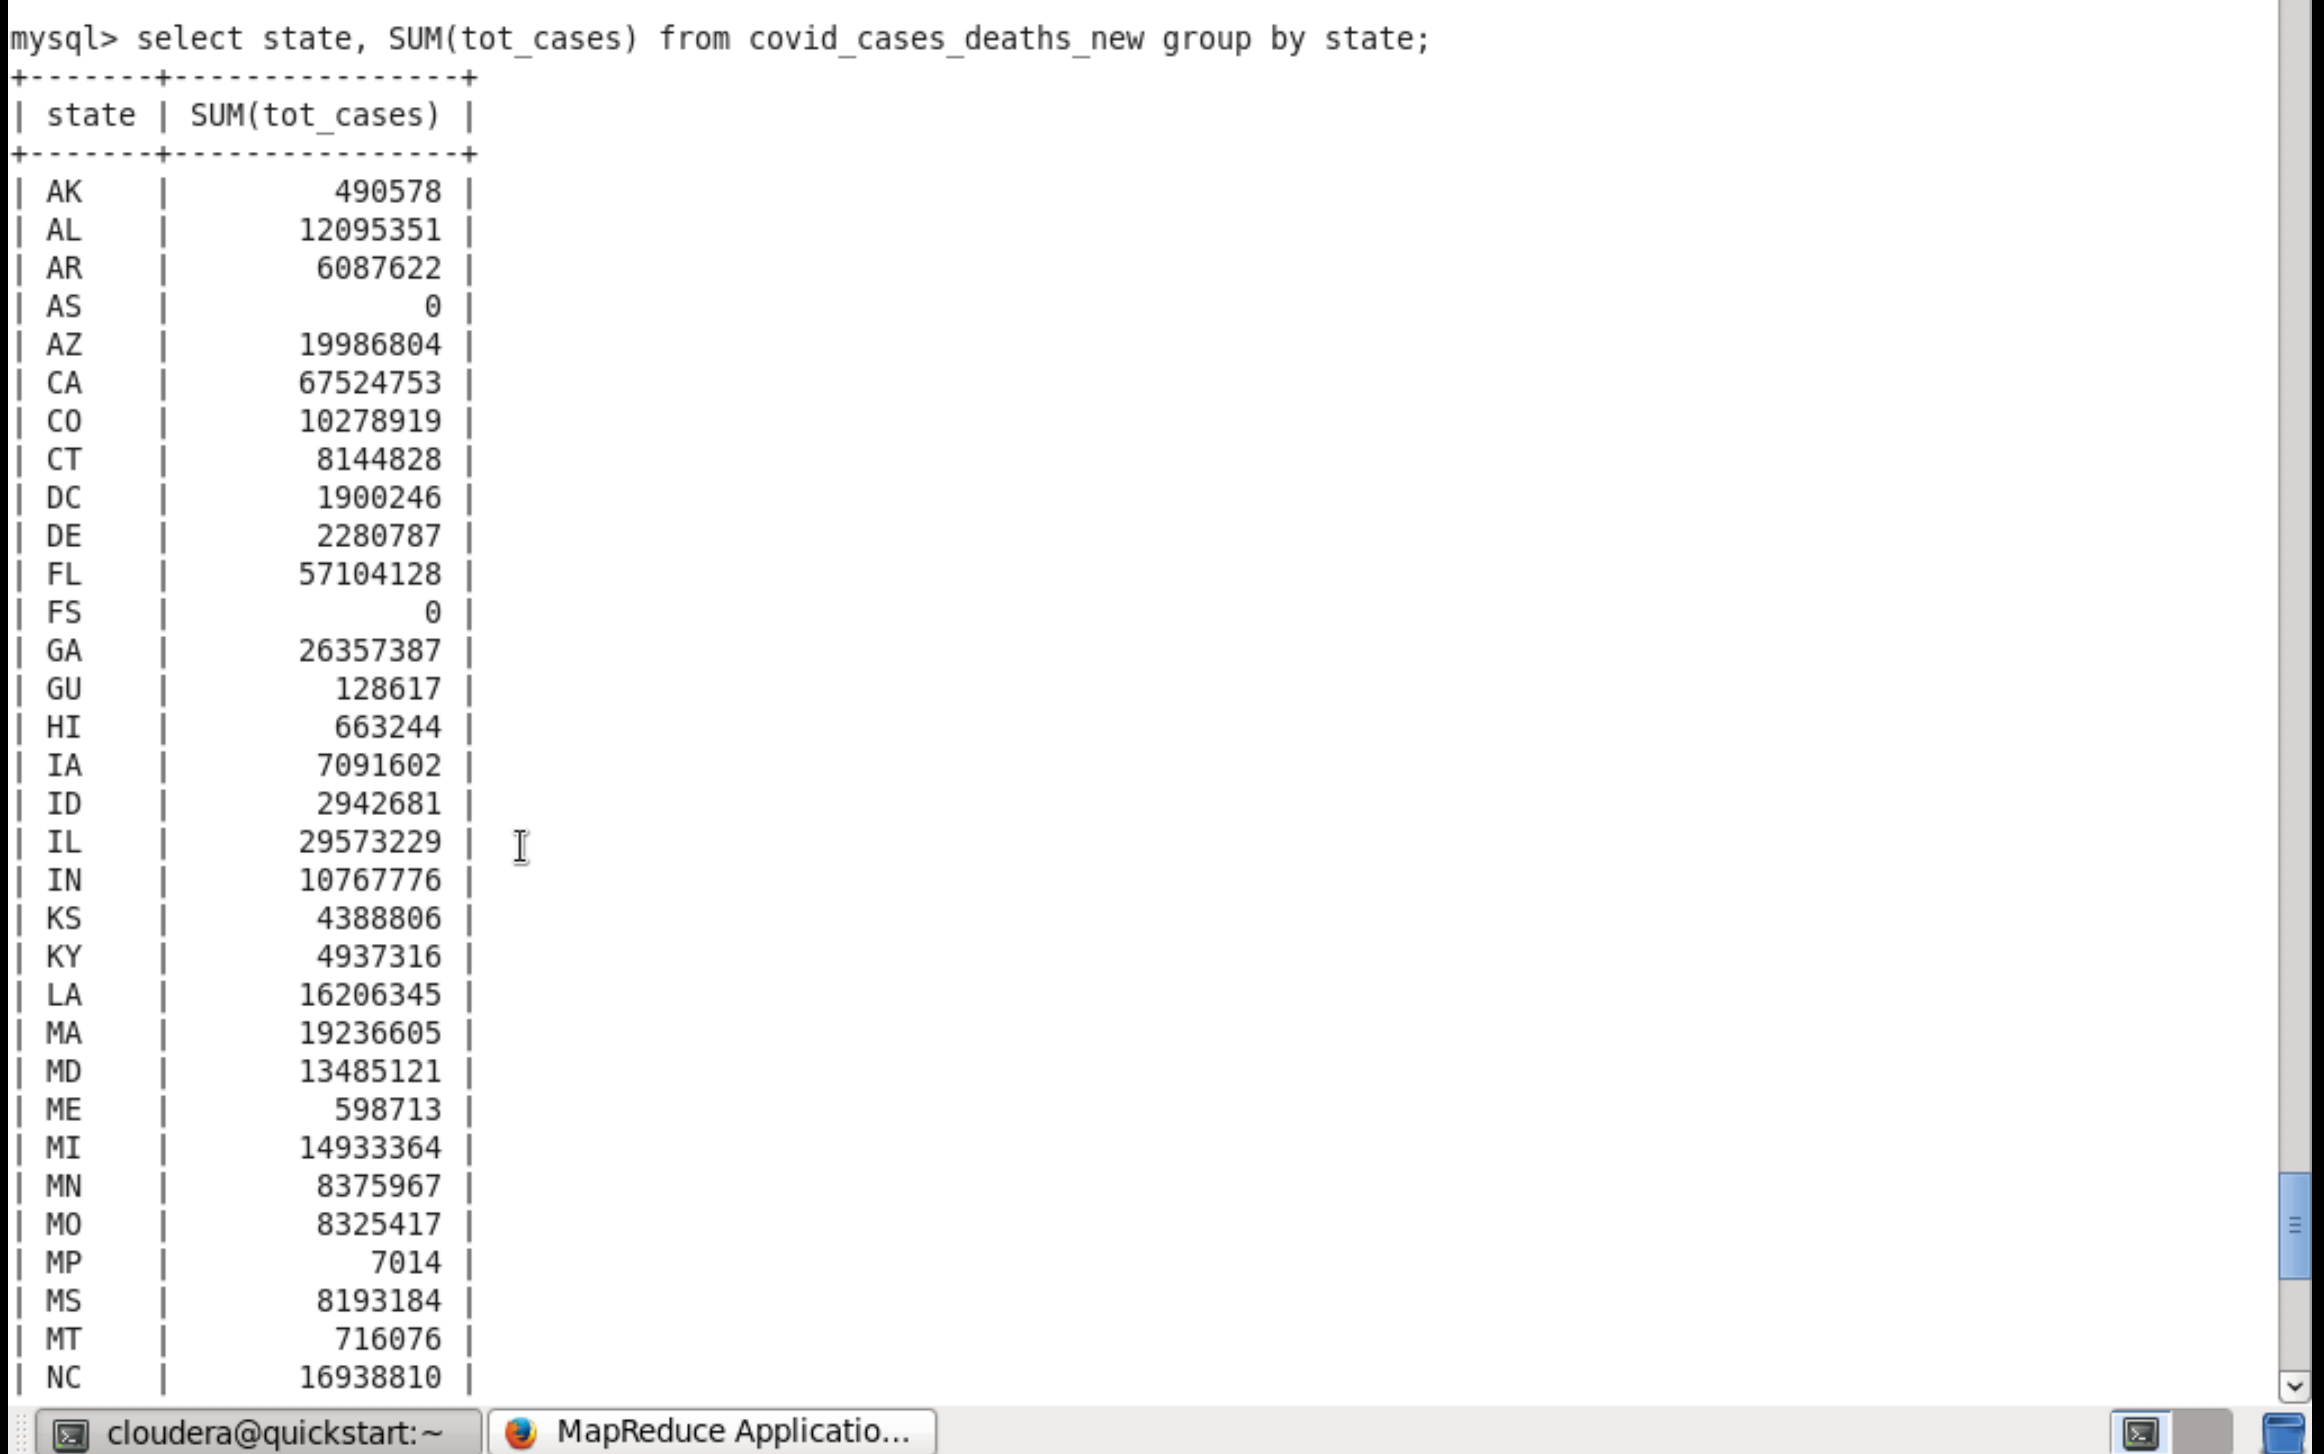 mysql> select state, SUM(tot_cases) from covid_cases_deaths_new group by state;
+-------+----------------+
| state | SUM(tot_cases) |
+-------+----------------+
| AK    |         490578 |
| AL    |       12095351 |
| AR    |        6087622 |
| AS    |              0 |
| AZ    |       19986804 |
| CA    |       67524753 |
| CO    |       10278919 |
| CT    |        8144828 |
| DC    |        1900246 |
| DE    |        2280787 |
| FL    |       57104128 |
| FS    |              0 |
| GA    |       26357387 |
| GU    |         128617 |
| HI    |         663244 |
| IA    |        7091602 |
| ID    |        2942681 |
| IL    |       29573229 |
| IN    |       10767776 |
| KS    |        4388806 |
| KY    |        4937316 |
| LA    |       16206345 |
| MA    |       19236605 |
| MD    |       13485121 |
| ME    |         598713 |
| MI    |       14933364 |
| MN    |        8375967 |
| MO    |        8325417 |
| MP    |           7014 |
| MS    |        8193184 |
| MT    |         716076 |
| NC    |       16938810 |
cloudera@quickstart:~ MapReduce Applicatio...